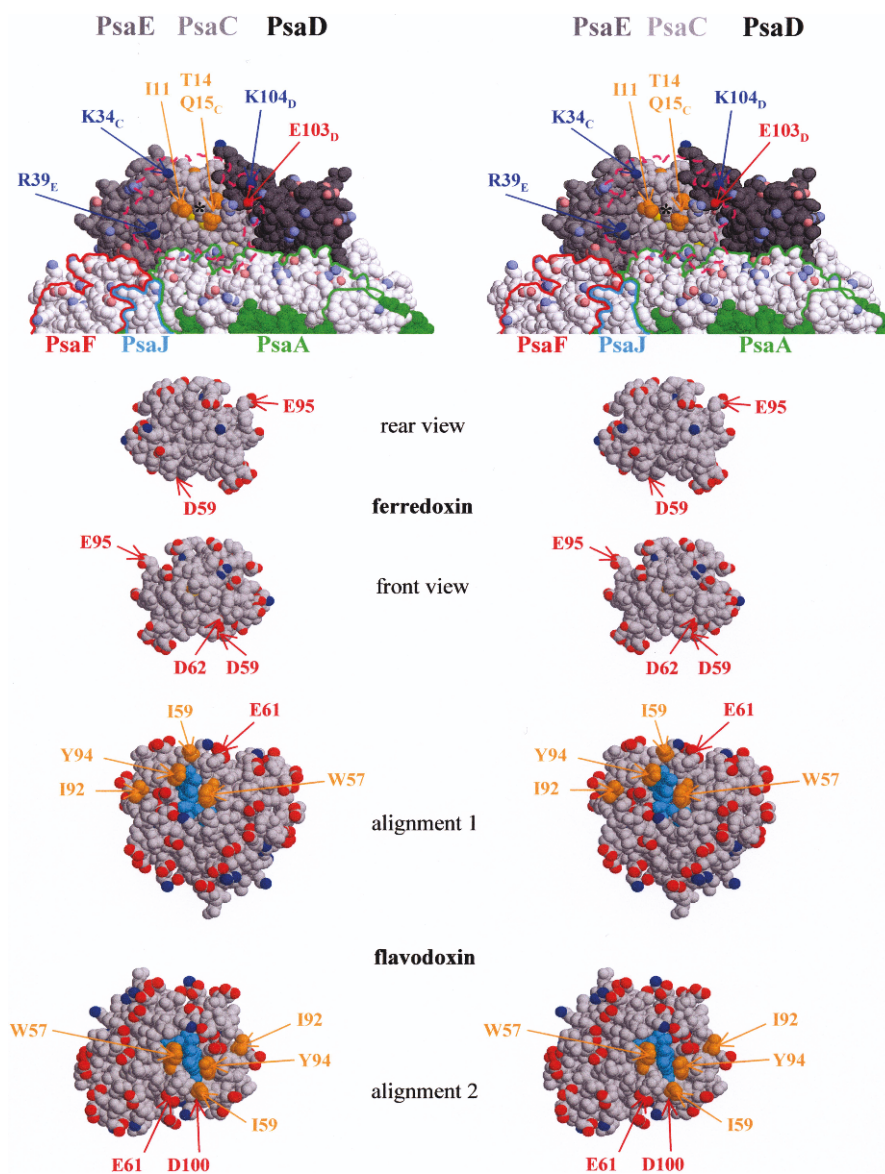 PsaE PsaC PsaD PsaE PsaC PsaD
I11 T14 I11 T14
Q15C K104D Q15C K104D
K34C E103D K34C E103D
R39E R39E
* *
PsaF PsaJ PsaA PsaF PsaJ PsaA
E95 E95
rear view
D59 D59
ferredoxin
E95 E95
front view
D62 D59 D62 D59
I59 E61 I59 E61
Y94 Y94
I92 W57 I92 W57
alignment 1
flavodoxin
W57 I92 W57 I92
Y94 Y94
alignment 2
I59 I59
E61 D100 E61 D100